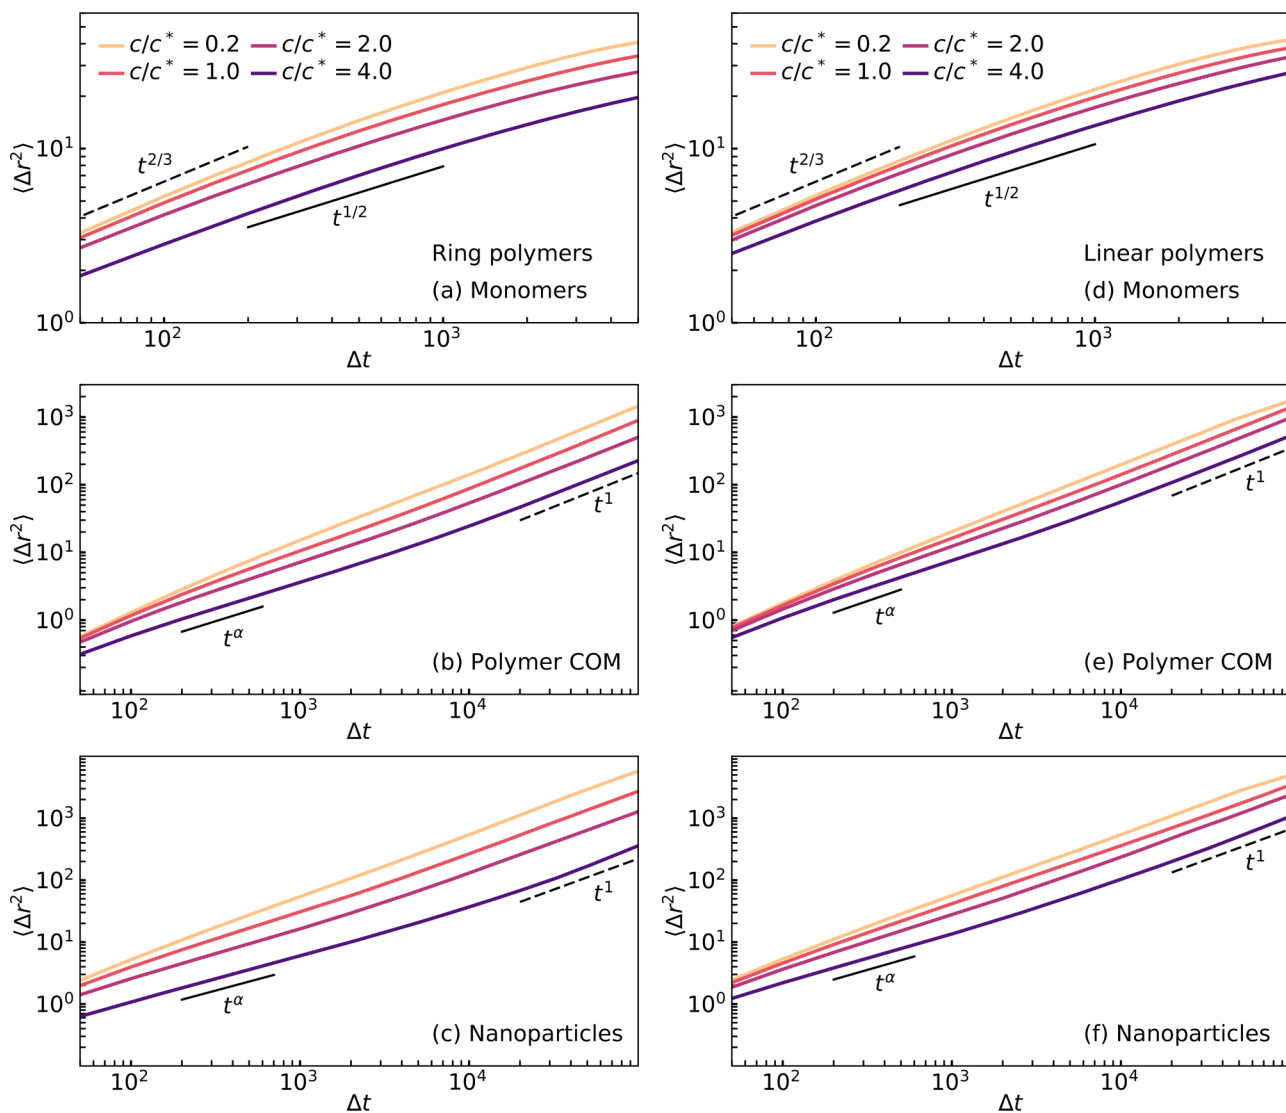 c/c* = 0.2 c/c* = 2.0
c/c* = 1.0 c/c* = 4.0
10¹
10⁰
⟨Δr²⟩
t^{2/3}
t^{1/2}
Ring polymers
(a) Monomers
10² 10³
Δt
c/c* = 0.2 c/c* = 2.0
c/c* = 1.0 c/c* = 4.0
10¹
10⁰
⟨Δr²⟩
t^{2/3}
t^{1/2}
Linear polymers
(d) Monomers
10² 10³
Δt
10³
10²
10¹
10⁰
⟨Δr²⟩
t¹
t^α
(b) Polymer COM
10² 10³ 10⁴
Δt
10³
10²
10¹
10⁰
⟨Δr²⟩
t¹
t^α
(e) Polymer COM
10² 10³ 10⁴
Δt
10³
10²
10¹
10⁰
⟨Δr²⟩
t¹
t^α
(c) Nanoparticles
10² 10³ 10⁴
Δt
10³
10²
10¹
10⁰
⟨Δr²⟩
t¹
t^α
(f) Nanoparticles
10² 10³ 10⁴
Δt